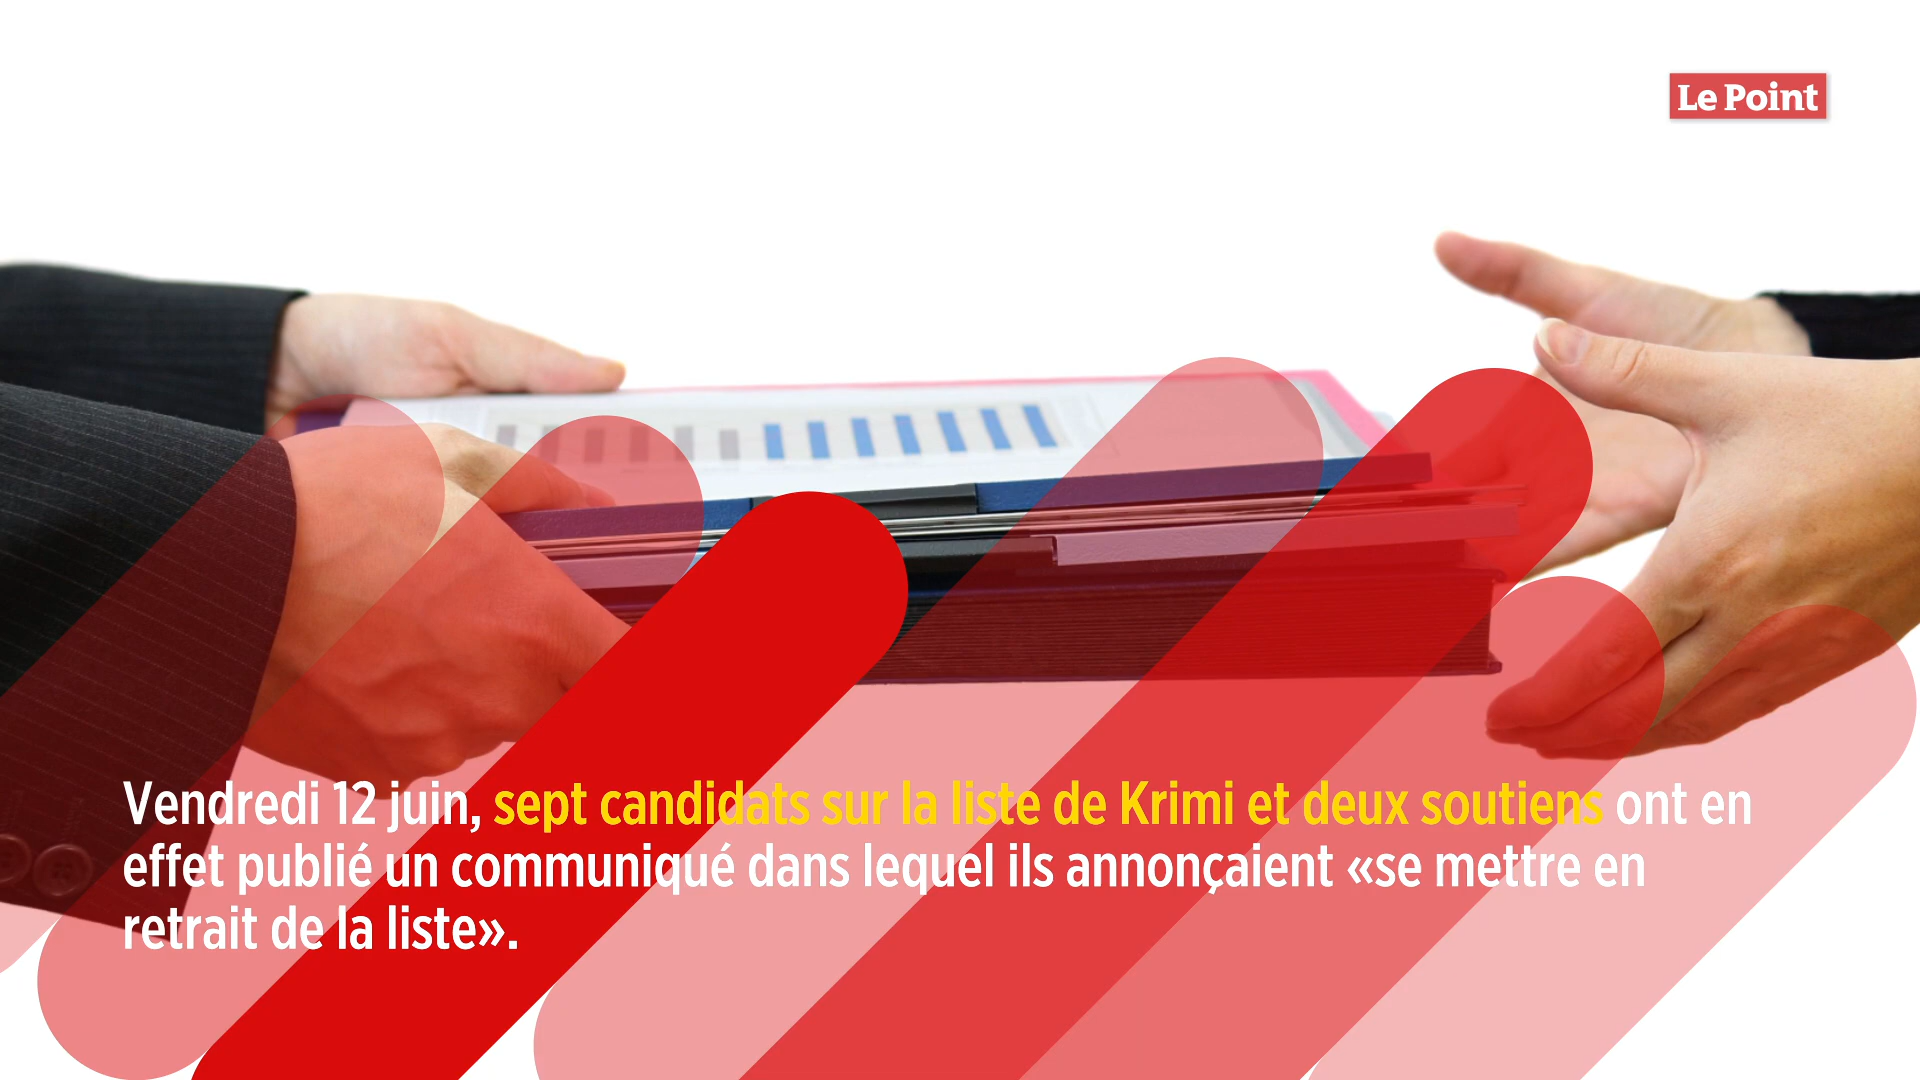 Le Point
Vendredi 12 juin, sept candidats sur la liste de Krimi et deux soutiens ont en
effet publié un communiqué dans lequel ils annonçaient «se mettre en
retrait de la liste».